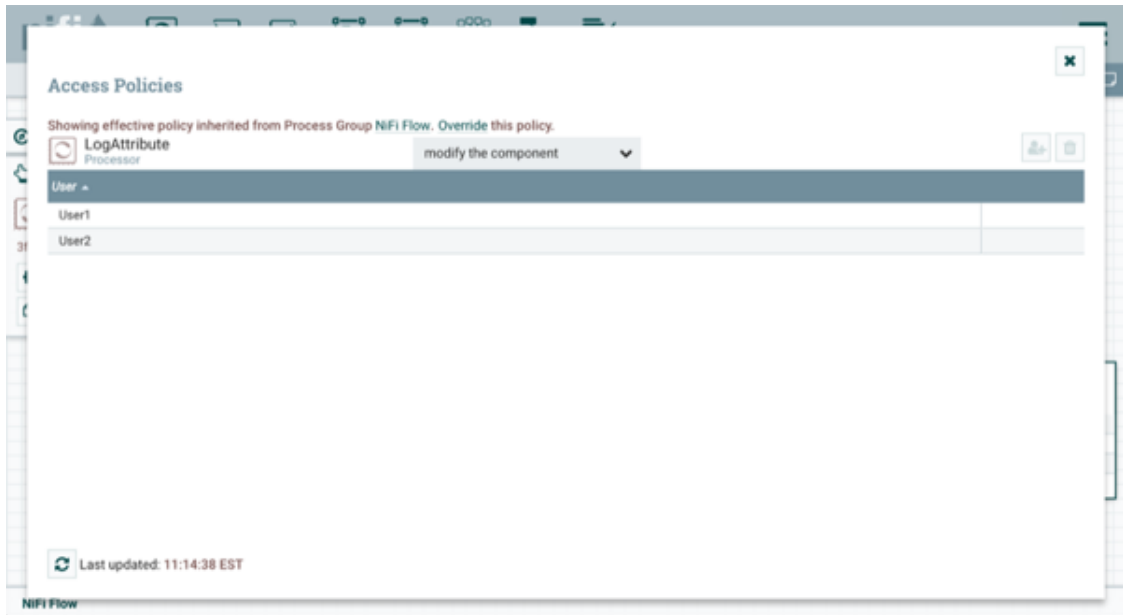 Access Policies
Showing effective policy inherited from Process Group NiFi Flow. Override this policy.
LogAttribute
Processor
modify the component
User
User1
User2
Last updated: 11:14:38 EST
NiFi Flow